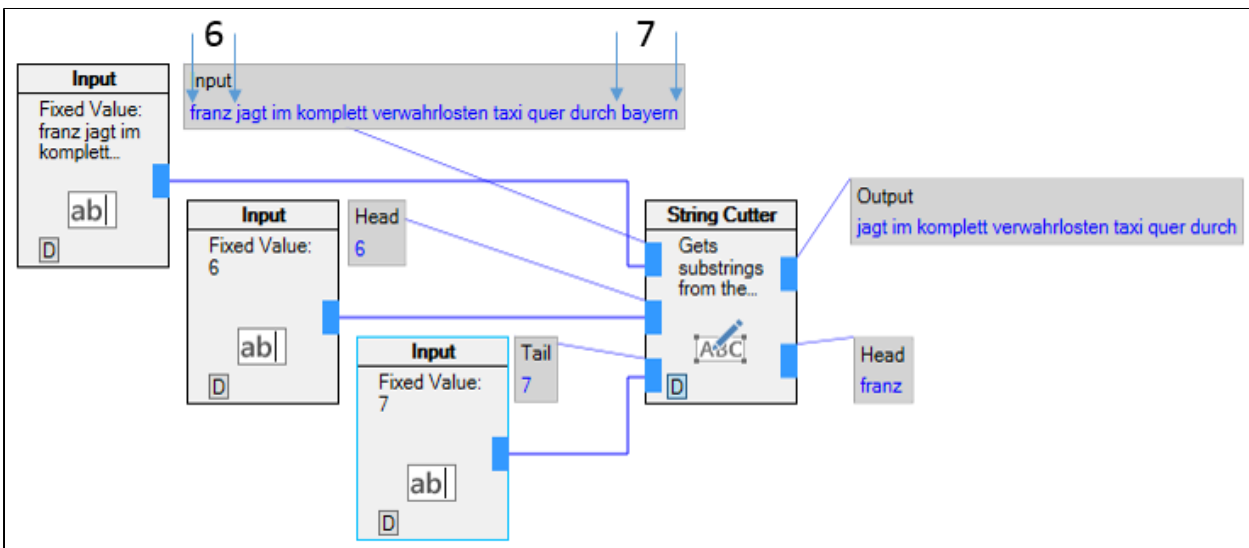 6
7
Input
Fixed Value:
franz jagt im
komplett...
ab
D
Input
franz jagt im komplett verwahrlosten taxi quer durch bayern
Input
Fixed Value:
6
ab
D
Head
6
Input
Fixed Value:
7
ab
D
Tail
7
String Cutter
Gets
substrings
from the...
ABC
D
Output
jagt im komplett verwahrlosten taxi quer durch
Head
franz